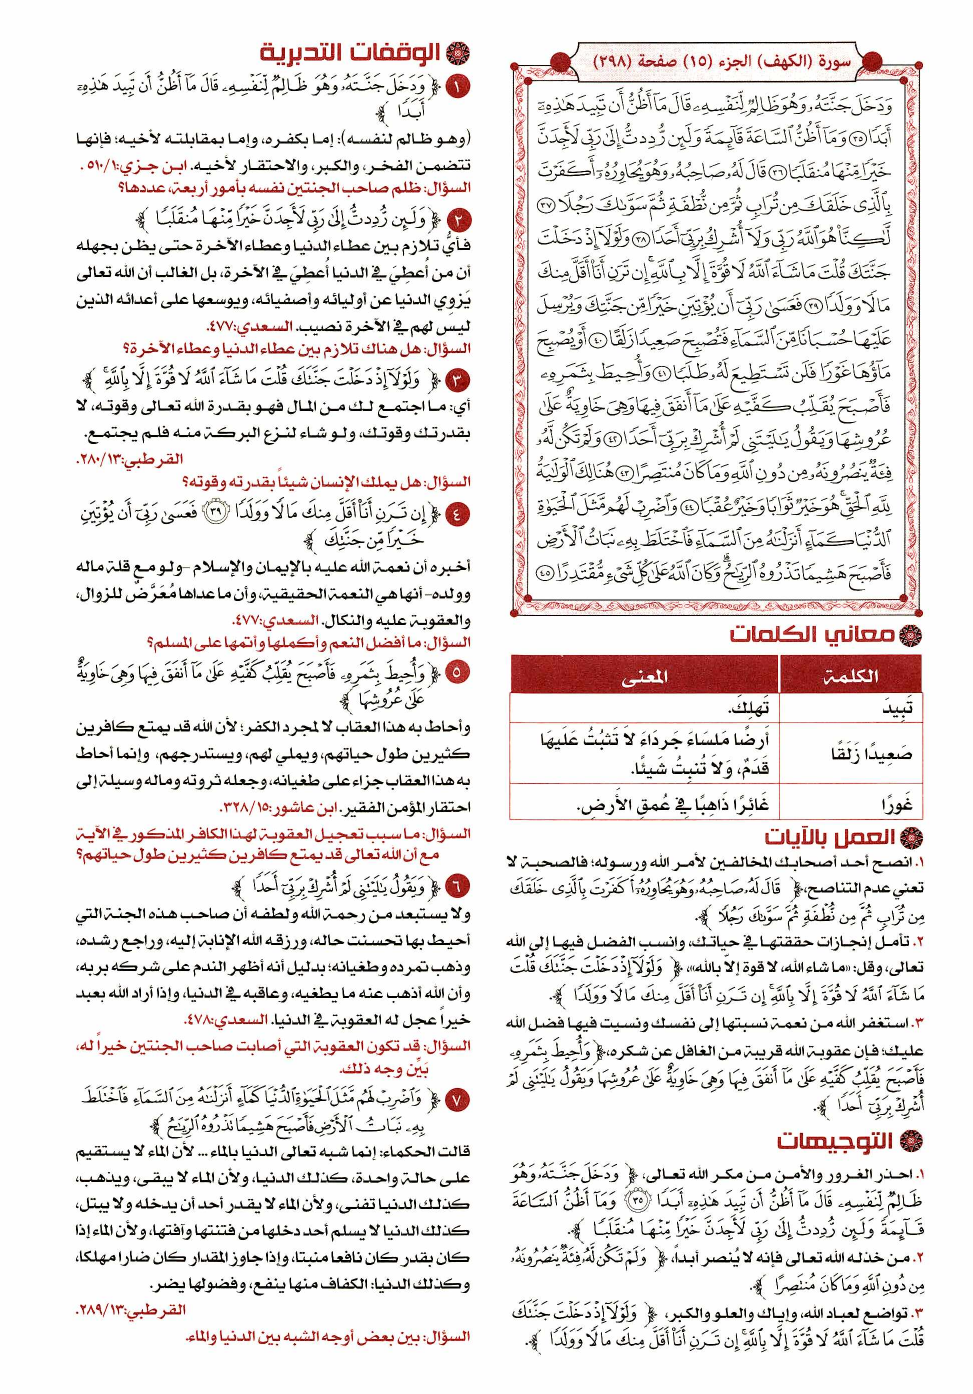 سورة (الكهف) الجزء (١٥) صفحة (٢٩٨)
وَدَخَلَ جَنَّتَهُۥ وَهُوَ ظَالِمٌ لِّنَفْسِهِۦ قَالَ مَآ أَظُنُّ أَن تَبِيدَ هَٰذِهِۦٓ
أَبَدًا ٣٥ وَمَآ أَظُنُّ ٱلسَّاعَةَ قَآئِمَةً وَلَئِن رُّدِدتُّ إِلَىٰ رَبِّى لَأَجِدَنَّ
خَيْرًا مِّنْهَا مُنقَلَبًا ٣٦ قَالَ لَهُۥ صَاحِبُهُۥ وَهُوَ يُحَاوِرُهُۥٓ أَكَفَرْتَ
بِٱلَّذِى خَلَقَكَ مِن تُرَابٍ ثُمَّ مِن نُّطْفَةٍ ثُمَّ سَوَّىٰكَ رَجُلًا ٣٧
لَّٰكِنَّا۠ هُوَ ٱللَّهُ رَبِّى وَلَآ أُشْرِكُ بِرَبِّىٓ أَحَدًا ٣٨ وَلَوْلَآ إِذْ دَخَلْتَ
جَنَّتَكَ قُلْتَ مَا شَآءَ ٱللَّهُ لَا قُوَّةَ إِلَّا بِٱللَّهِ ۚ إِن تَرَنِ أَنَا۠ أَقَلَّ مِنكَ
مَالًا وَوَلَدًا ٣٩ فَعَسَىٰ رَبِّىٓ أَن يُؤْتِيَنِ خَيْرًا مِّن جَنَّتِكَ وَيُرْسِلَ
عَلَيْهَا حُسْبَانًا مِّنَ ٱلسَّمَآءِ فَتُصْبِحَ صَعِيدًا زَلَقًا ٤٠ أَوْ يُصْبِحَ
مَآؤُهَا غَوْرًا فَلَن تَسْتَطِيعَ لَهُۥ طَلَبًا ٤١ وَأُحِيطَ بِثَمَرِهِۦ
فَأَصْبَحَ يُقَلِّبُ كَفَّيْهِ عَلَىٰ مَآ أَنفَقَ فِيهَا وَهِىَ خَاوِيَةٌ عَلَىٰ
عُرُوشِهَا وَيَقُولُ يَٰلَيْتَنِى لَمْ أُشْرِكْ بِرَبِّىٓ أَحَدًا ٤٢ وَلَمْ تَكُن لَّهُۥ
فِئَةٌ يَنصُرُونَهُۥ مِن دُونِ ٱللَّهِ وَمَا كَانَ مُنتَصِرًا ٤٣ هُنَالِكَ ٱلْوَلَٰيَةُ
لِلَّهِ ٱلْحَقِّ ۚ هُوَ خَيْرٌ ثَوَابًا وَخَيْرٌ عُقْبًا ٤٤ وَٱضْرِبْ لَهُم مَّثَلَ ٱلْحَيَوٰةِ
ٱلدُّنْيَا كَمَآءٍ أَنزَلْنَٰهُ مِنَ ٱلسَّمَآءِ فَٱخْتَلَطَ بِهِۦ نَبَاتُ ٱلْأَرْضِ
فَأَصْبَحَ هَشِيمًا تَذْرُوهُ ٱلرِّيَٰحُ ۗ وَكَانَ ٱللَّهُ عَلَىٰ كُلِّ شَىْءٍ مُّقْتَدِرًا ٤٥
معاني الكلمات
الكلمة المعنى
تَبِيدَ تَهلِكَ.
صَعِيدًا زَلَقًا أَرضًا مَلسَاءَ جَردَاءَ لَا تَثبُتُ عَلَيهَا
قَدَمٌ، وَلَا تُنبِتُ شَيئًا.
غَورًا غَائِرًا ذَاهِبًا فِي عُمقِ الأَرضِ.
العمل بالآيات
١. انصح أحد أصحابك المخالفين لأمر الله ورسوله؛ فالصحبة لا
تعني عدم التناصح، ﴿ قَالَ لَهُۥ صَاحِبُهُۥ وَهُوَ يُحَاوِرُهُۥٓ أَكَفَرْتَ بِٱلَّذِى خَلَقَكَ
مِن تُرَابٍ ثُمَّ مِن نُّطْفَةٍ ثُمَّ سَوَّىٰكَ رَجُلًا ﴾.
٢. تأمل إنجازات حققتها في حياتك، وانسب الفضل فيها إلى الله
تعالى، وقل: «ما شاء الله، لا قوة إلا بالله»، ﴿ وَلَوْلَآ إِذْ دَخَلْتَ جَنَّتَكَ قُلْتَ
مَا شَآءَ ٱللَّهُ لَا قُوَّةَ إِلَّا بِٱللَّهِ ۚ إِن تَرَنِ أَنَا۠ أَقَلَّ مِنكَ مَالًا وَوَلَدًا ﴾.
٣. استغفر الله من نعمة نسبتها إلى نفسك ونسيت فيها فضل الله
عليك؛ فإن عقوبة الله قريبة من الغافل عن شكره، ﴿ وَأُحِيطَ بِثَمَرِهِۦ
فَأَصْبَحَ يُقَلِّبُ كَفَّيْهِ عَلَىٰ مَآ أَنفَقَ فِيهَا وَهِىَ خَاوِيَةٌ عَلَىٰ عُرُوشِهَا وَيَقُولُ يَٰلَيْتَنِى لَمْ
أُشْرِكْ بِرَبِّىٓ أَحَدًا ﴾.
التوجيهات
١. احذر الغرور والأمن من مكر الله تعالى، ﴿ وَدَخَلَ جَنَّتَهُۥ وَهُوَ
ظَالِمٌ لِّنَفْسِهِۦ قَالَ مَآ أَظُنُّ أَن تَبِيدَ هَٰذِهِۦٓ أَبَدًا ٣٥ وَمَآ أَظُنُّ ٱلسَّاعَةَ
قَآئِمَةً وَلَئِن رُّدِدتُّ إِلَىٰ رَبِّى لَأَجِدَنَّ خَيْرًا مِّنْهَا مُنقَلَبًا ﴾.
٢. من خذله الله تعالى فإنه لا يُنصر أبداً، ﴿ وَلَمْ تَكُن لَّهُۥ فِئَةٌ يَنصُرُونَهُۥ
مِن دُونِ ٱللَّهِ وَمَا كَانَ مُنتَصِرًا ﴾.
٣. تواضع لعباد الله، وإياك والعلو والكبر، ﴿ وَلَوْلَآ إِذْ دَخَلْتَ جَنَّتَكَ
قُلْتَ مَا شَآءَ ٱللَّهُ لَا قُوَّةَ إِلَّا بِٱللَّهِ ۚ إِن تَرَنِ أَنَا۠ أَقَلَّ مِنكَ مَالًا وَوَلَدًا ﴾.
الوقفات التدبرية
١ ﴿ وَدَخَلَ جَنَّتَهُۥ وَهُوَ ظَالِمٌ لِّنَفْسِهِۦ قَالَ مَآ أَظُنُّ أَن تَبِيدَ هَٰذِهِۦٓ
أَبَدًا ﴾
(وهو ظالم لنفسه): إما بكفره، وإما بمقابلته لأخيه؛ فإنها
تتضمن الفخر، والكبر، والاحتقار لأخيه. ابن جزي:١/٥١٠.
السؤال: ظلم صاحب الجنتين نفسه بأمور أربعة، عددها؟
٢ ﴿ وَلَئِن رُّدِدتُّ إِلَىٰ رَبِّى لَأَجِدَنَّ خَيْرًا مِّنْهَا مُنقَلَبًا ﴾
فأيُّ تلازم بين عطاء الدنيا وعطاء الآخرة حتى يظن بجهله
أن من أُعطِيَ في الدنيا أُعطِيَ في الآخرة، بل الغالب أن الله تعالى
يَزوِي الدنيا عن أوليائه وأصفيائه، ويوسعها على أعدائه الذين
ليس لهم في الآخرة نصيب. السعدي:٤٧٧.
السؤال: هل هناك تلازم بين عطاء الدنيا وعطاء الآخرة؟
٣ ﴿ وَلَوْلَآ إِذْ دَخَلْتَ جَنَّتَكَ قُلْتَ مَا شَآءَ ٱللَّهُ لَا قُوَّةَ إِلَّا بِٱللَّهِ ۚ ﴾
أي: ما اجتمع لك من المال فهو بقدرة الله تعالى وقوته، لا
بقدرتك وقوتك، ولو شاء لنزع البركة منه فلم يجتمع.
القرطبي:١٣/٢٨٠.
السؤال: هل يملك الإنسان شيئاً بقدرته وقوته؟
٤ ﴿ إِن تَرَنِ أَنَا۠ أَقَلَّ مِنكَ مَالًا وَوَلَدًا ٣٩ فَعَسَىٰ رَبِّىٓ أَن يُؤْتِيَنِ
خَيْرًا مِّن جَنَّتِكَ ﴾
أخبره أن نعمة الله عليه بالإيمان والإسلام -ولو مع قلة ماله
وولده- أنها هي النعمة الحقيقية، وأن ما عداها مُعَرَّضٌ للزوال،
والعقوبة عليه والنكال. السعدي:٤٧٧.
السؤال: ما أفضل النعم وأكملها وأتمها على المسلم؟
٥ ﴿ وَأُحِيطَ بِثَمَرِهِۦ فَأَصْبَحَ يُقَلِّبُ كَفَّيْهِ عَلَىٰ مَآ أَنفَقَ فِيهَا وَهِىَ خَاوِيَةٌ
عَلَىٰ عُرُوشِهَا ﴾
وأحاط به هذا العقاب لا لمجرد الكفر؛ لأن الله قد يمتع كافرين
كثيرين طول حياتهم، ويملي لهم، ويستدرجهم، وإنما أحاط
به هذا العقاب جزاء على طغيانه، وجعله ثروته وماله وسيلة إلى
احتقار المؤمن الفقير. ابن عاشور:١٥/٣٢٨.
السؤال: ما سبب تعجيل العقوبة لهذا الكافر المذكور في الآية
مع أن الله تعالى قد يمتع كافرين كثيرين طول حياتهم؟
٦ ﴿ وَيَقُولُ يَٰلَيْتَنِى لَمْ أُشْرِكْ بِرَبِّىٓ أَحَدًا ﴾
ولا يستبعد من رحمة الله ولطفه أن صاحب هذه الجنة التي
أحيط بها تحسنت حاله، ورزقه الله الإنابة إليه، وراجع رشده،
وذهب تمرده وطغيانه؛ بدليل أنه أظهر الندم على شركه بربه،
وأن الله أذهب عنه ما يطغيه، وعاقبه في الدنيا، وإذا أراد الله بعبد
خيراً عجل له العقوبة في الدنيا. السعدي:٤٧٨.
السؤال: قد تكون العقوبة التي أصابت صاحب الجنتين خيراً له،
بَيِّن وجه ذلك.
٧ ﴿ وَٱضْرِبْ لَهُم مَّثَلَ ٱلْحَيَوٰةِ ٱلدُّنْيَا كَمَآءٍ أَنزَلْنَٰهُ مِنَ ٱلسَّمَآءِ فَٱخْتَلَطَ
بِهِۦ نَبَاتُ ٱلْأَرْضِ فَأَصْبَحَ هَشِيمًا تَذْرُوهُ ٱلرِّيَٰحُ ﴾
قالت الحكماء: إنما شبه تعالى الدنيا بالماء ... لأن الماء لا يستقيم
على حالة واحدة، كذلك الدنيا، ولأن الماء لا يبقى، ويذهب،
كذلك الدنيا تفنى، ولأن الماء لا يقدر أحد أن يدخله ولا يبتل،
كذلك الدنيا لا يسلم أحد دخلها من فتنتها وآفتها، ولأن الماء إذا
كان بقدر كان نافعا منبتا، وإذا جاوز المقدار كان ضارا مهلكا،
وكذلك الدنيا: الكفاف منها ينفع، وفضولها يضر.
القرطبي:١٣/٢٨٩.
السؤال: بين بعض أوجه الشبه بين الدنيا والماء.